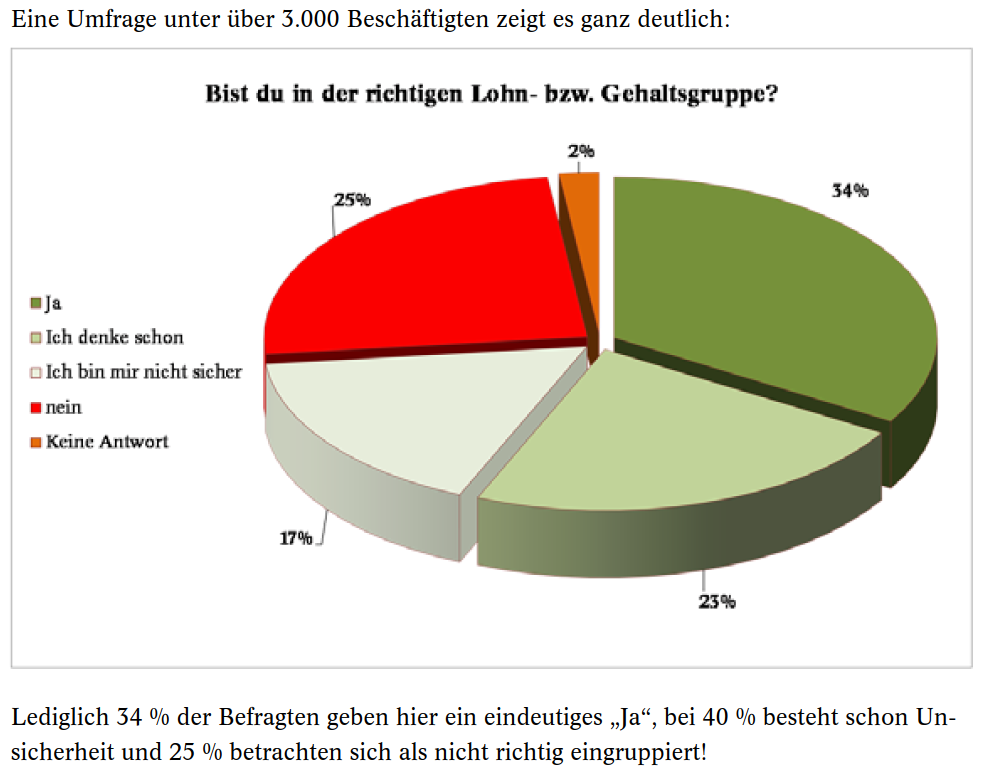 Eine Umfrage unter über 3.000 Beschäftigten zeigt es ganz deutlich:
Bist du in der richtigen Lohn- bzw. Gehaltsgruppe?
2%
34%
25%
Ja
Ich denke schon
Ich bin mir nicht sicher
nein
Keine Antwort
17%
23%
Lediglich 34 % der Befragten geben hier ein eindeutiges „Ja“, bei 40 % besteht schon Un-
sicherheit und 25 % betrachten sich als nicht richtig eingruppiert!